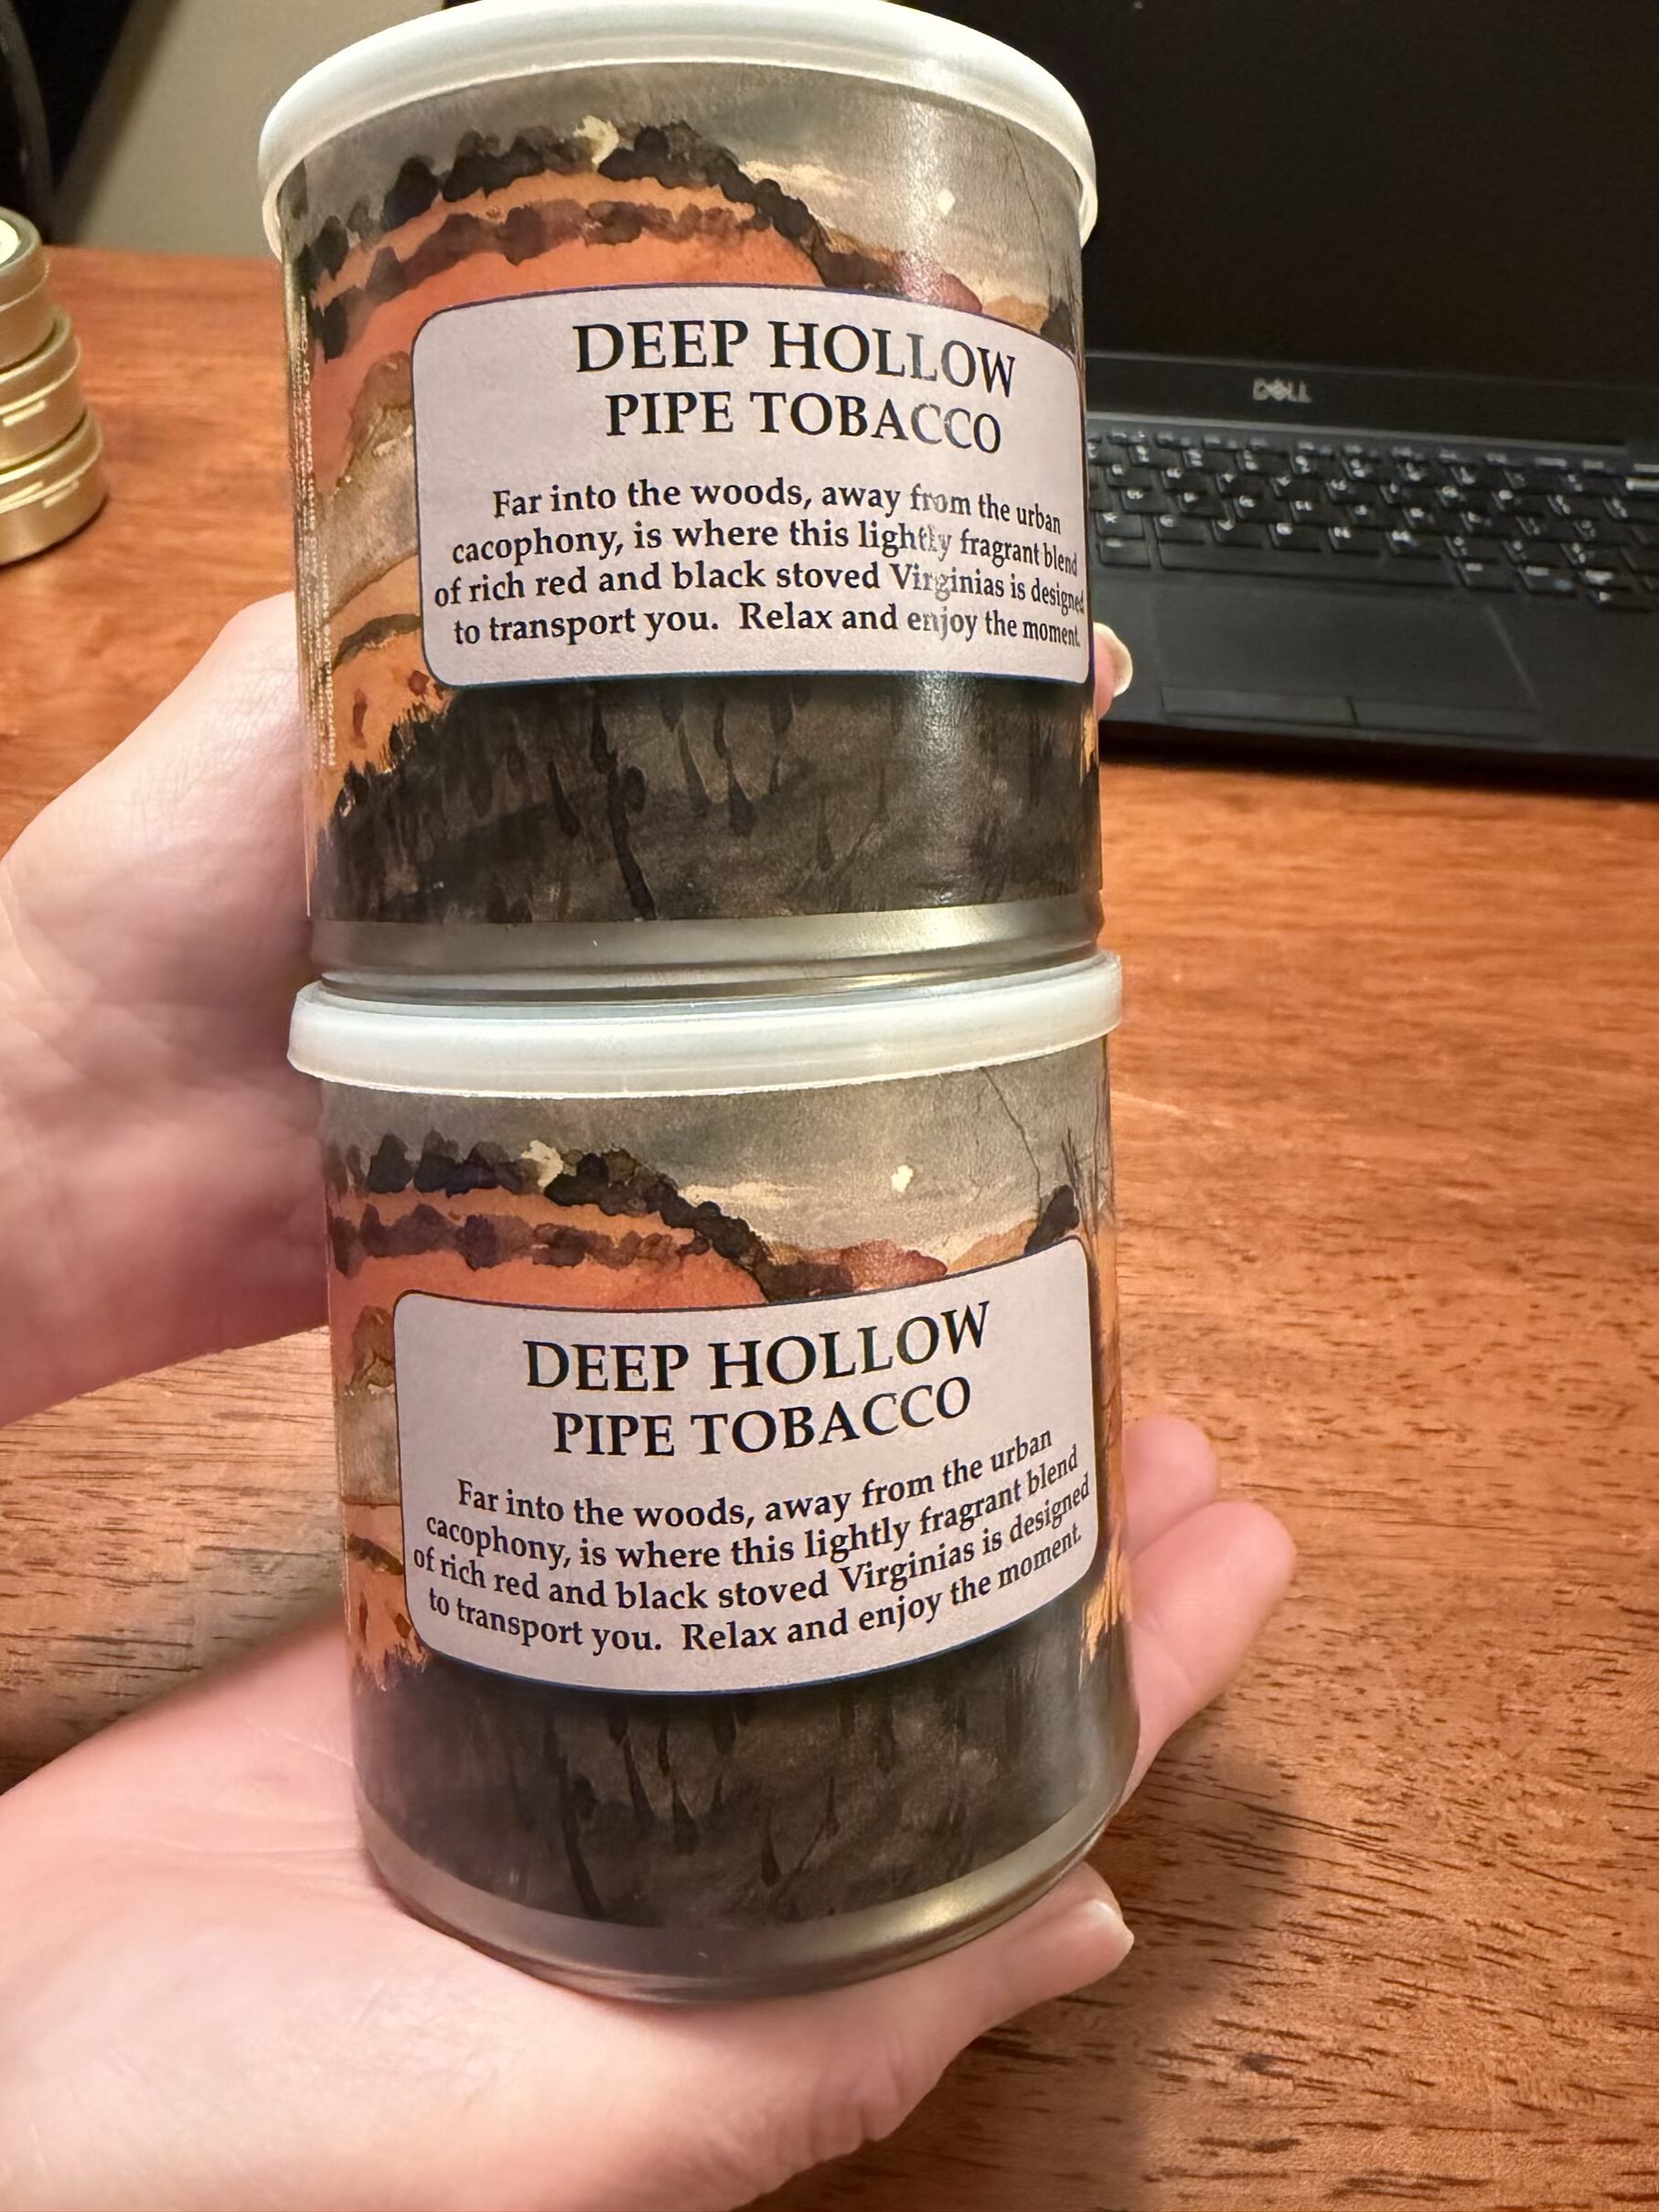 DEEP HOLLOW
PIPE TOBACCO
Far into the woods, away from the urban
cacophony, is where this lightly fragrant blend
of rich red and black stoved Virginias is designed
to transport you. Relax and enjoy the moment.
DELL
DEEP HOLLOW
PIPE TOBACCO
Far into the woods, away from the urban
cacophony, is where this lightly fragrant blend
of rich red and black stoved Virginias is designed
to transport you. Relax and enjoy the moment.